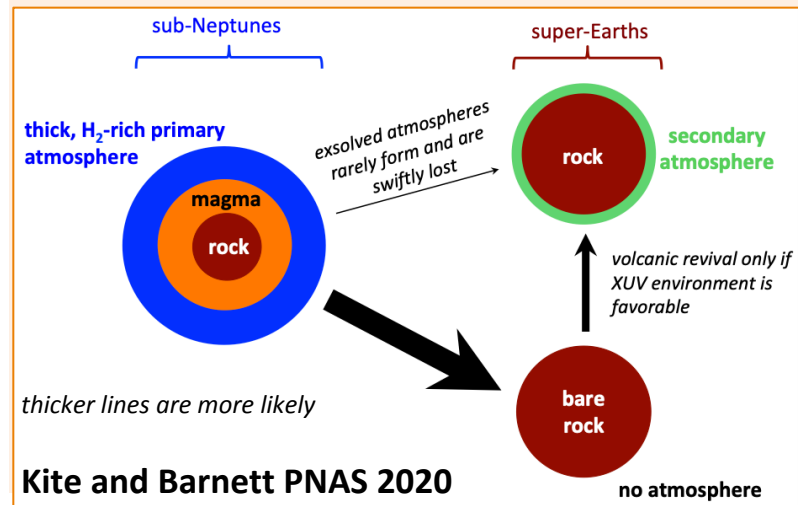 sub-Neptunes
super-Earths
thick, H₂-rich primary
atmosphere
magma
rock
exsolved atmospheres
rarely form and are
swiftly lost
rock
secondary
atmosphere
volcanic revival only if
XUV environment is
favorable
bare
rock
no atmosphere
thicker lines are more likely
Kite and Barnett PNAS 2020